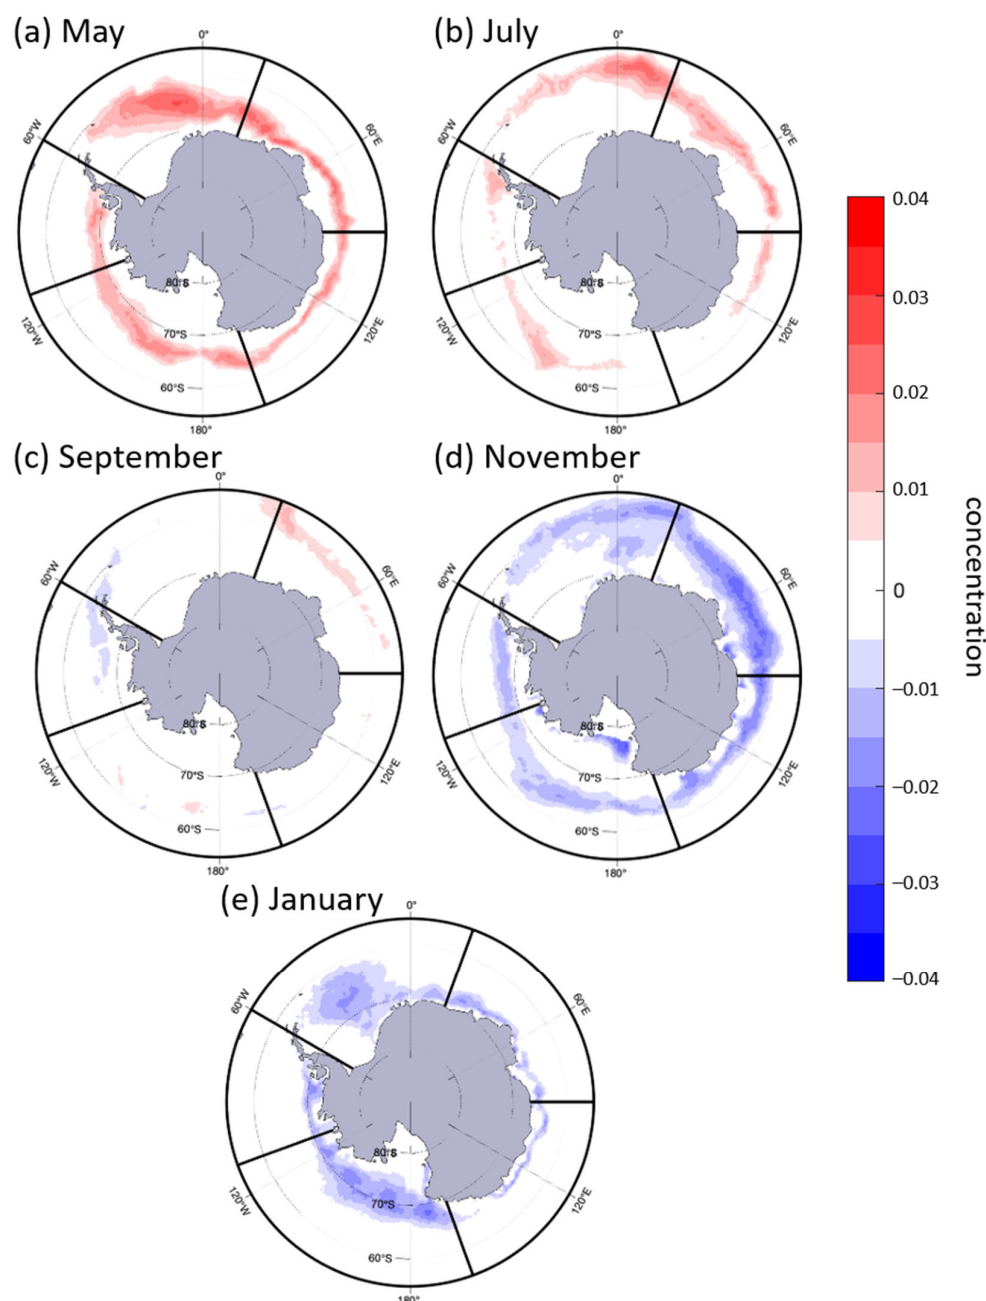 (a) May
0°
60°W
60°E
120°W
120°E
80°S
70°S
60°S
180°
(b) July
0°
60°W
60°E
120°W
120°E
80°S
70°S
60°S
180°
(c) September
0°
60°W
60°E
120°W
120°E
80°S
70°S
60°S
180°
(d) November
0°
60°W
60°E
120°W
120°E
80°S
70°S
60°S
180°
(e) January
0°
60°W
60°E
120°W
120°E
80°S
70°S
60°S
180°
0.04
0.03
0.02
0.01
0
−0.01
−0.02
−0.03
−0.04
concentration